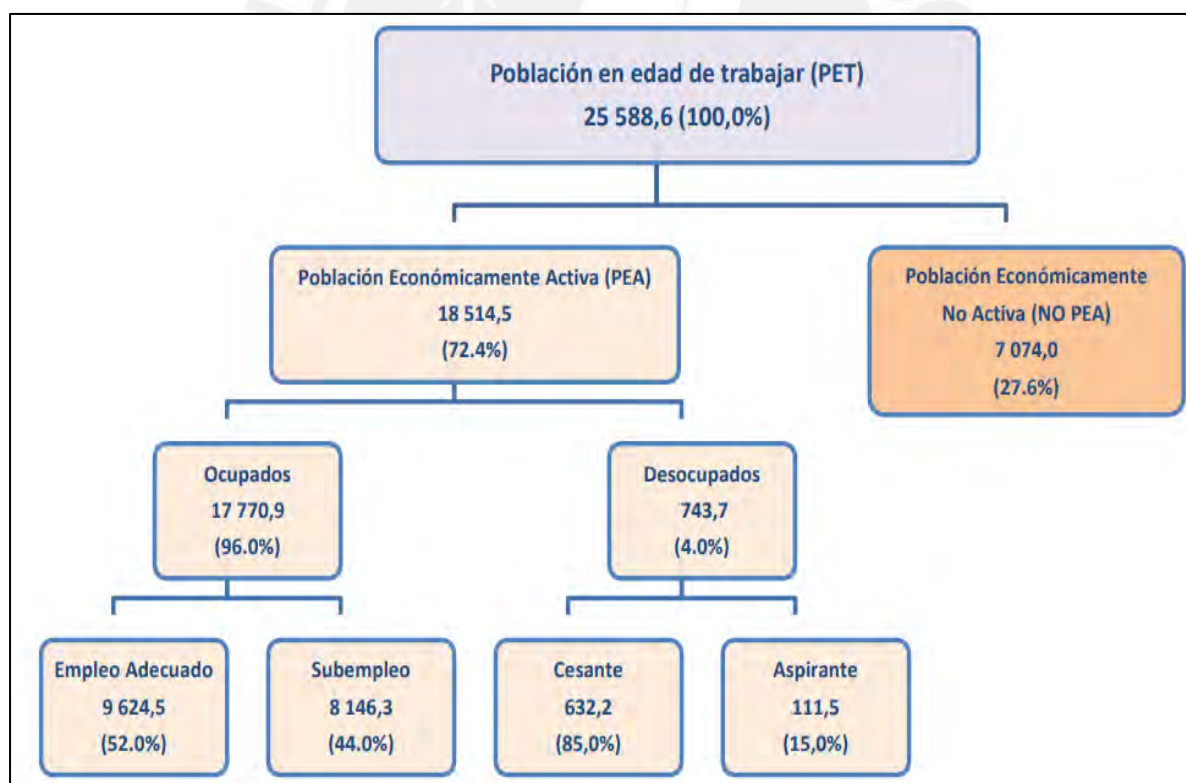 Población en edad de trabajar (PET)
25 588,6 (100,0%)
Población Económicamente Activa (PEA)
18 514,5
(72.4%)
Población Económicamente
No Activa (NO PEA)
7 074,0
(27.6%)
Ocupados
17 770,9
(96.0%)
Desocupados
743,7
(4.0%)
Empleo Adecuado
9 624,5
(52.0%)
Subempleo
8 146,3
(44.0%)
Cesante
632,2
(85,0%)
Aspirante
111,5
(15,0%)